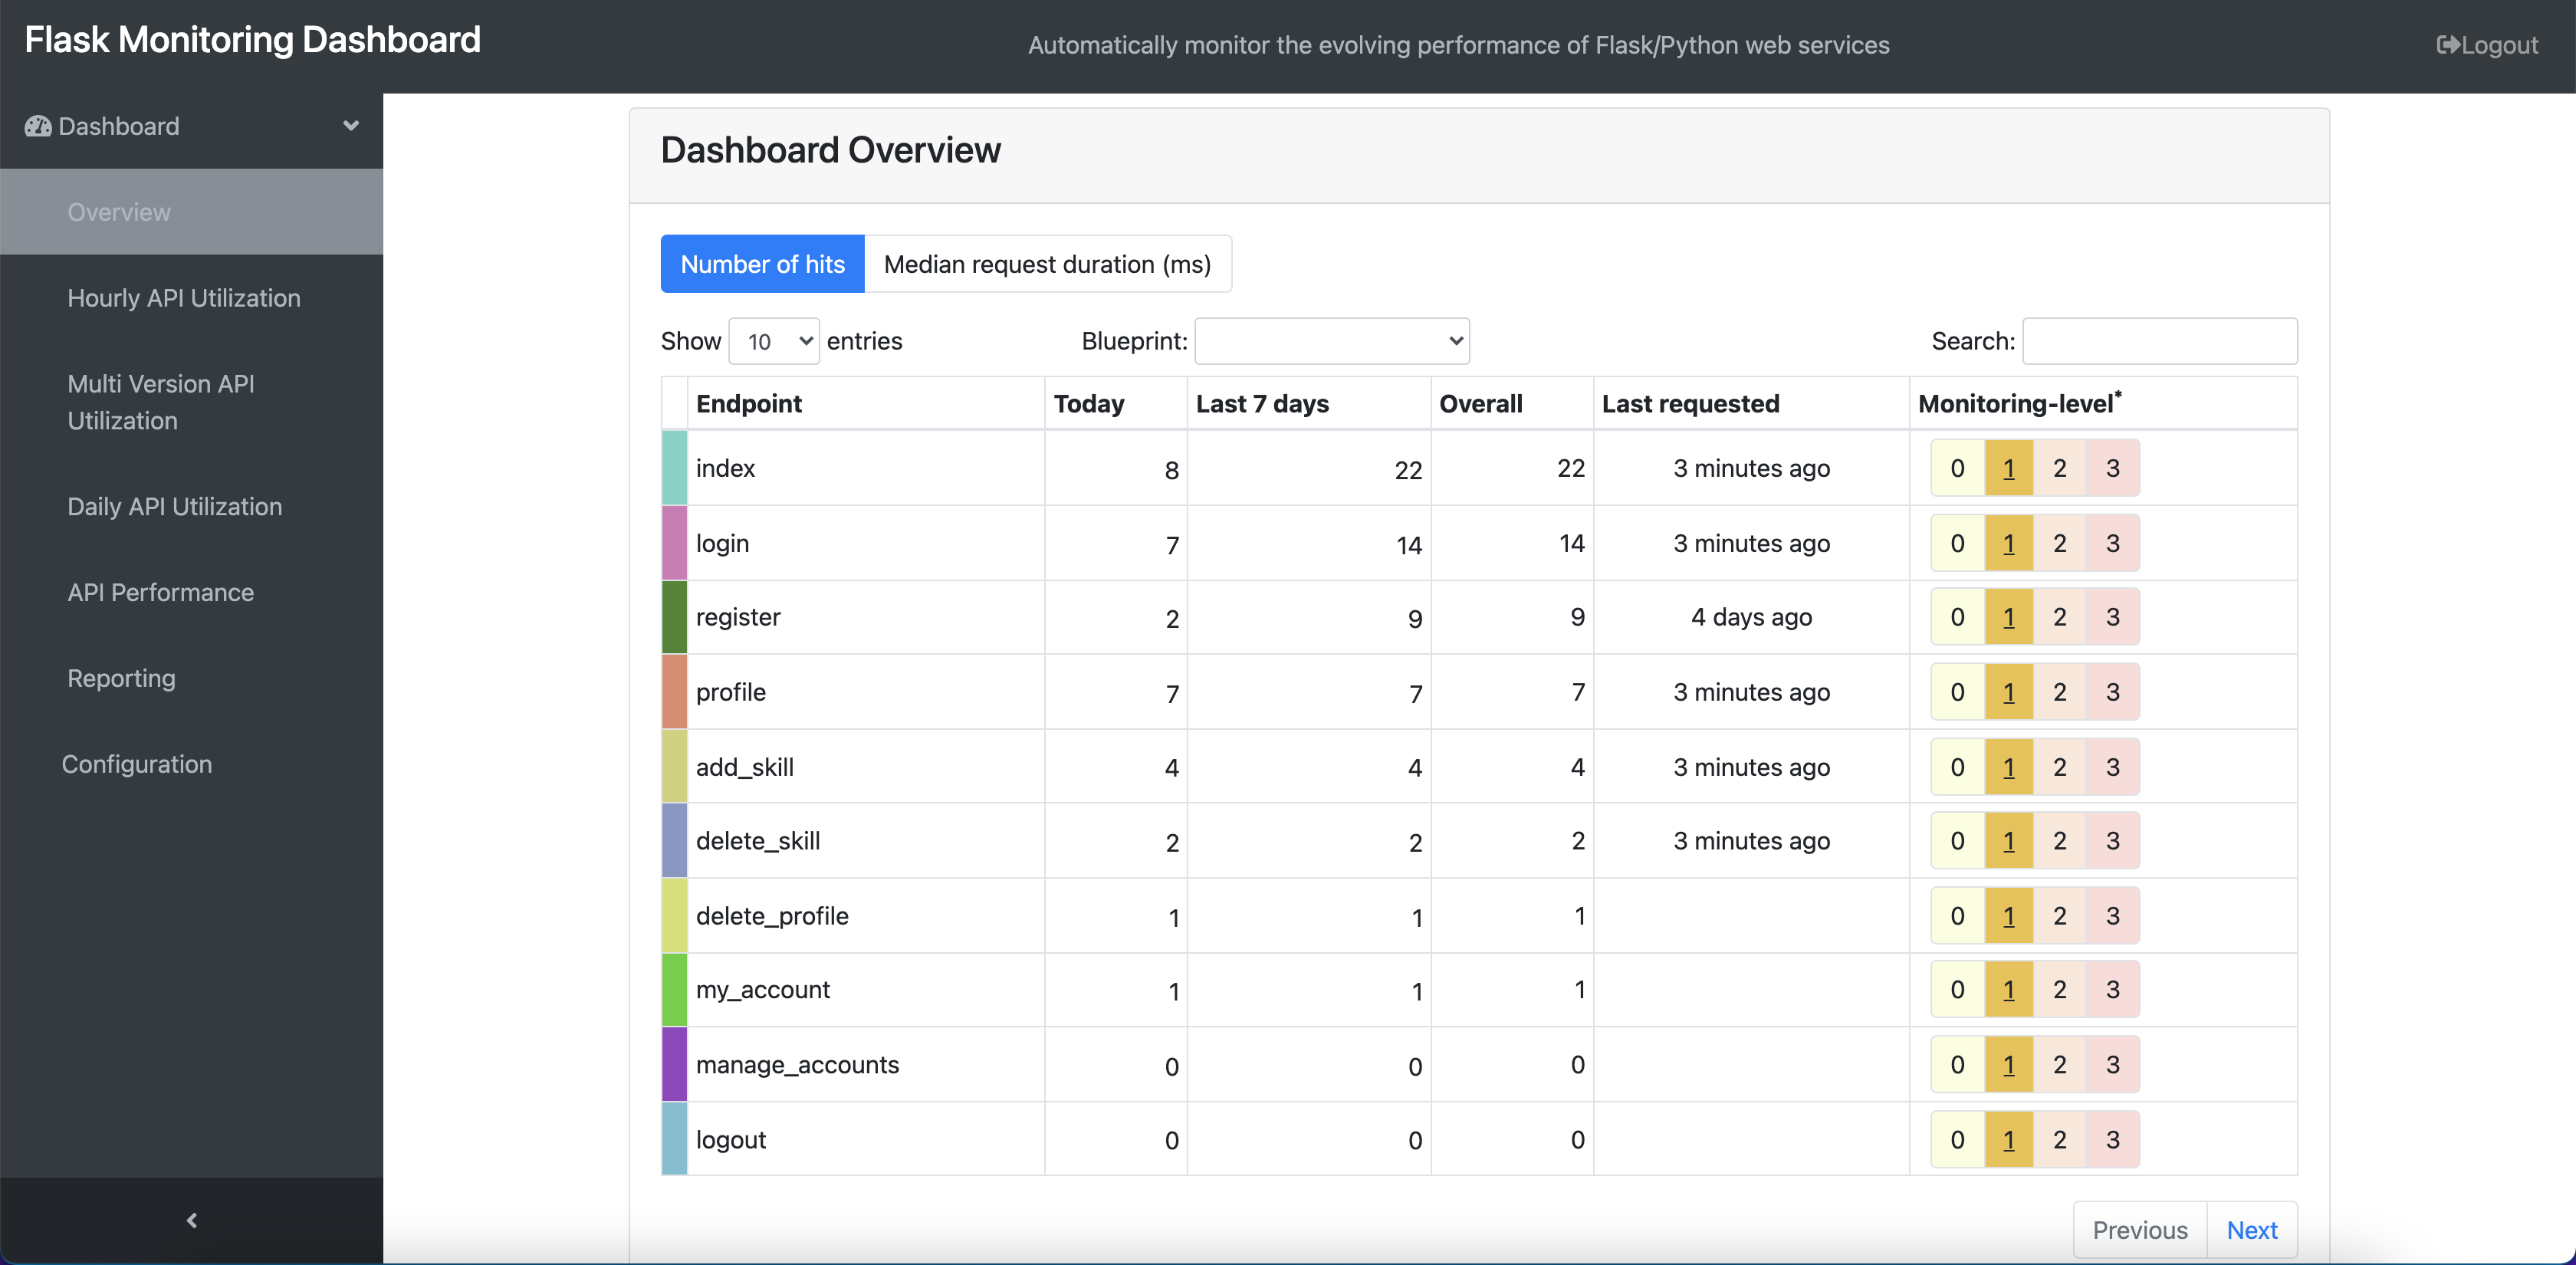 Flask Monitoring Dashboard
Automatically monitor the evolving performance of Flask/Python web services
Logout
Dashboard
Overview
Hourly API Utilization
Multi Version API
Utilization
Daily API Utilization
API Performance
Reporting
Configuration
Dashboard Overview
Number of hits Median request duration (ms)
Show 10 entries Blueprint: Search:
Endpoint Today Last 7 days Overall Last requested Monitoring-level*
index 8 22 22 3 minutes ago 0 1 2 3
login 7 14 14 3 minutes ago 0 1 2 3
register 2 9 9 4 days ago 0 1 2 3
profile 7 7 7 3 minutes ago 0 1 2 3
add_skill 4 4 4 3 minutes ago 0 1 2 3
delete_skill 2 2 2 3 minutes ago 0 1 2 3
delete_profile 1 1 1 0 1 2 3
my_account 1 1 1 0 1 2 3
manage_accounts 0 0 0 0 1 2 3
logout 0 0 0 0 1 2 3
Previous Next